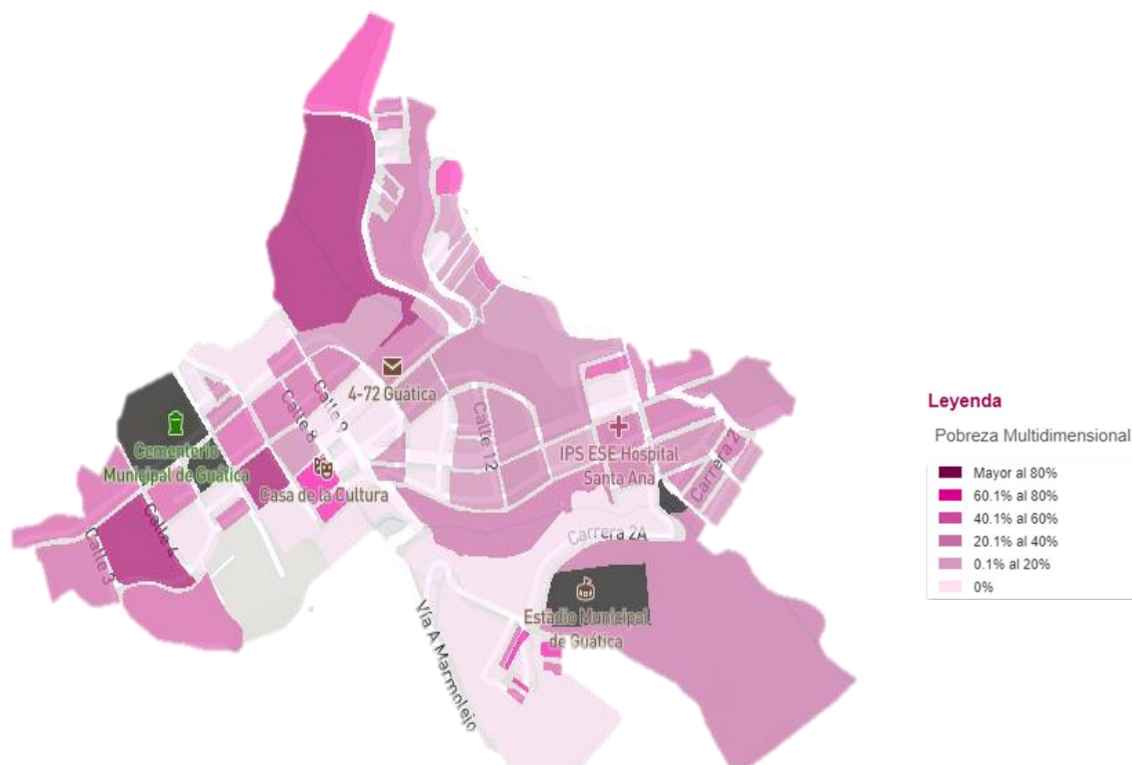 4-72 Guática
Calle 9
Calle 8
Calle 12
Cementerio
Municipal de Guática
Casa de la Cultura
IPS ESE Hospital
Santa Ana
Carrera 2
Calle 4
Calle 3
Carrera 2A
Estadio Municipal
de Guática
Vía A Marmolejo
Leyenda
Pobreza Multidimensional
Mayor al 80%
60.1% al 80%
40.1% al 60%
20.1% al 40%
0.1% al 20%
0%